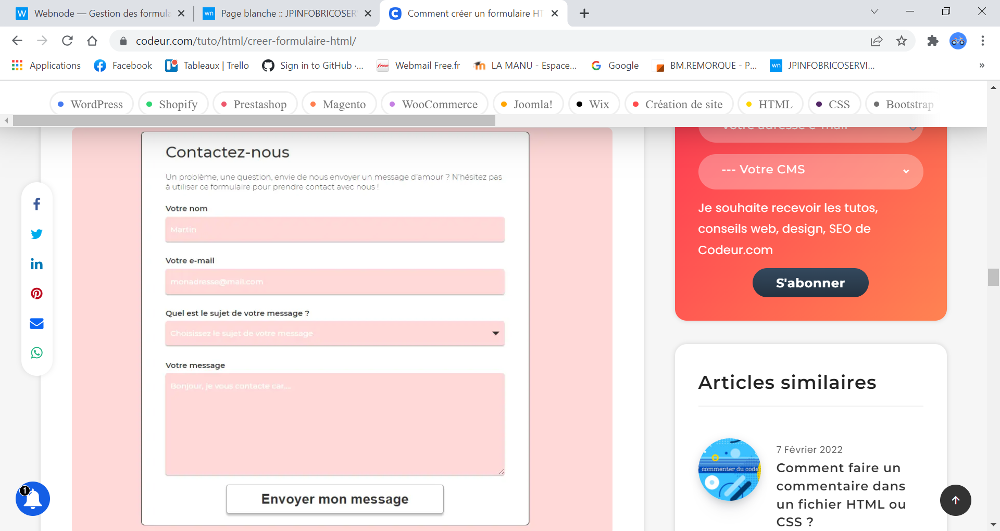 Webnode — Gestion des formula
Page blanche :: JPINFOBRICOSER
Comment créer un formulaire HT
codeur.com/tuto/html/creer-formulaire-html/
Applications
Facebook
Tableaux | Trello
Sign in to GitHub ·...
free
Webmail Free.fr
LA MANU - Espace...
Google
BM.REMORQUE - P...
wn
JPINFOBRICOSERVI...
»
WordPress
Shopify
Prestashop
Magento
WooCommerce
Joomla!
Wix
Création de site
HTML
CSS
Bootstrap
Contactez-nous
Un problème, une question, envie de nous envoyer un message d'amour ? N'hésitez pas
à utiliser ce formulaire pour prendre contact avec nous !
Votre nom
Martin
Votre e-mail
monadresse@mail.com
Quel est le sujet de votre message ?
Choisissez le sujet de votre message
Votre message
Bonjour, je vous contacte car....
Envoyer mon message
1
Votre adresse e-mail
--- Votre CMS
Je souhaite recevoir les tutos,
conseils web, design, SEO de
Codeur.com
S'abonner
Articles similaires
commenter du code
7 Février 2022
Comment faire un
commentaire dans
un fichier HTML ou
CSS ?